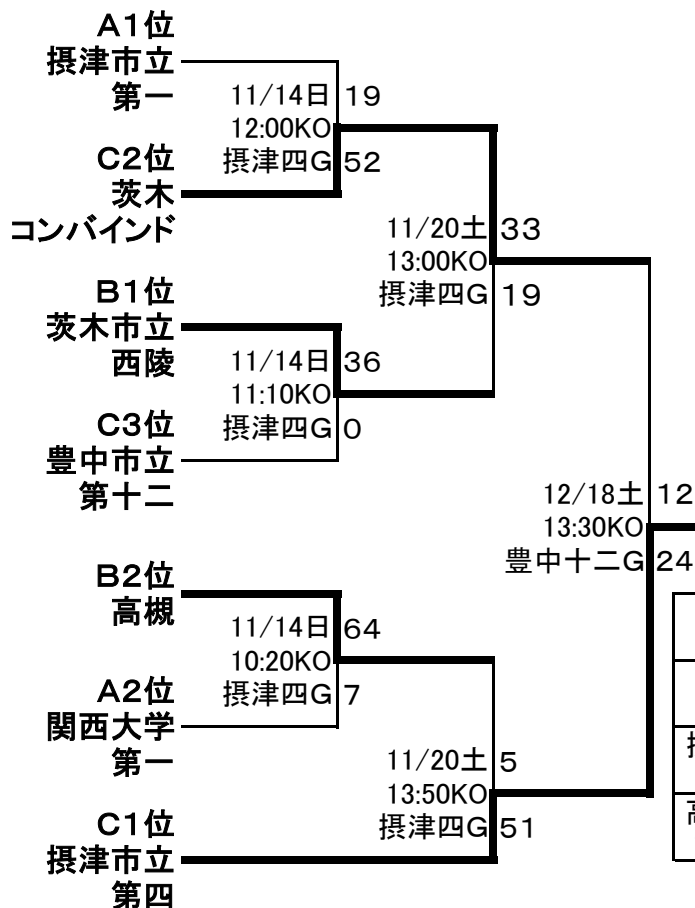 A1位
摂津市立
第一
11/14日 19
12:00KO
摂津四G 52
C2位
茨木
コンバインド
11/20土 33
13:00KO
摂津四G 19
B1位
茨木市立
西陵
11/14日 36
11:10KO
摂津四G 0
C3位
豊中市立
第十二
12/18土 12
13:30KO
豊中十二G 24
B2位
高槻
11/14日 64
10:20KO
摂津四G 7
A2位
関西大学
第一
11/20土 5
13:50KO
摂津四G 51
C1位
摂津市立
第四